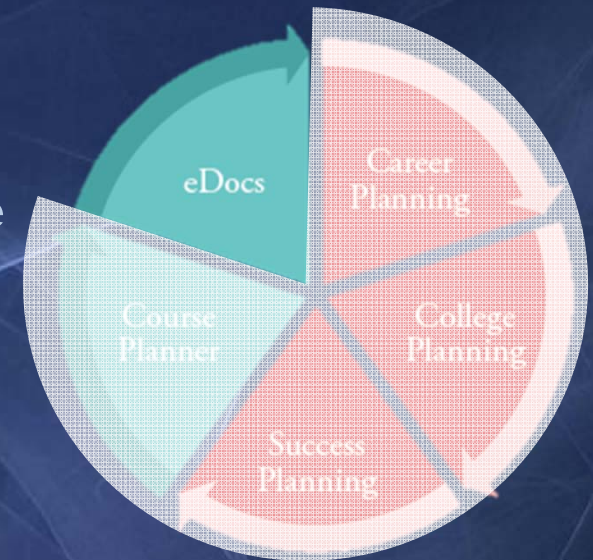 eDocs
Career
Planning
College
Planning
Success
Planning
Course
Planner
e